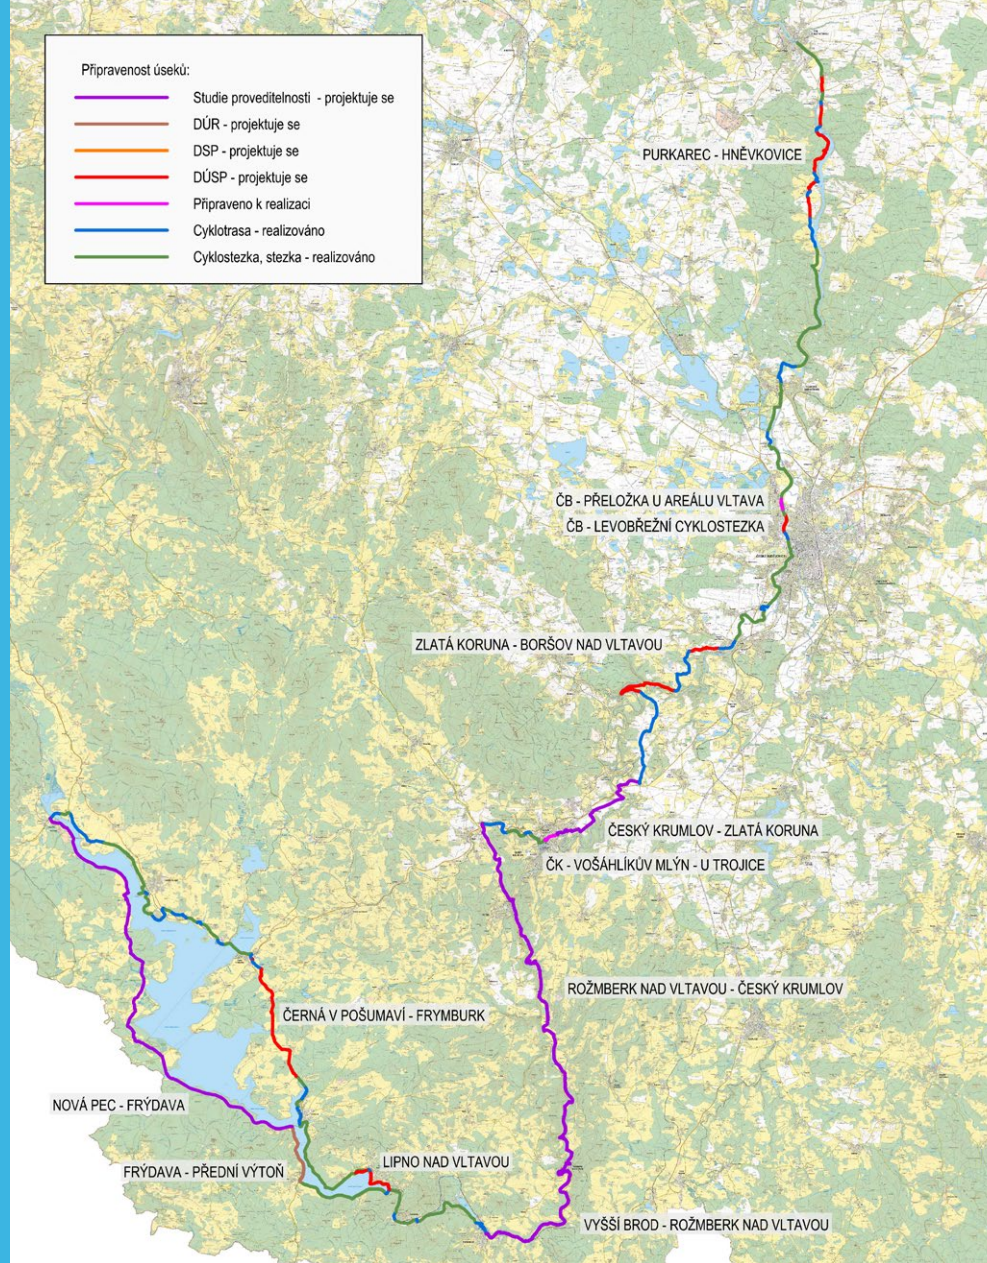 Připravenost úseků:
Studie proveditelnosti - projektuje se
DÚR - projektuje se
DSP - projektuje se
DÚSP - projektuje se
Připraveno k realizaci
Cyklotrasa - realizováno
Cyklostezka, stezka - realizováno
PURKAREC - HNĚVKOVICE
ČB - PŘELOŽKA U AREÁLU VLTAVA
ČB - LEVOBŘEŽNÍ CYKLOSTEZKA
ZLATÁ KORUNA - BORŠOV NAD VLTAVOU
ČESKÝ KRUMLOV - ZLATÁ KORUNA
ČK - VOŠÁHLÍKŮV MLÝN - U TROJICE
ROŽMBERK NAD VLTAVOU - ČESKÝ KRUMLOV
ČERNÁ V POŠUMAVÍ - FRYMBURK
NOVÁ PEC - FRÝDAVA
FRÝDAVA - PŘEDNÍ VÝTOŇ
LIPNO NAD VLTAVOU
VYŠŠÍ BROD - ROŽMBERK NAD VLTAVOU